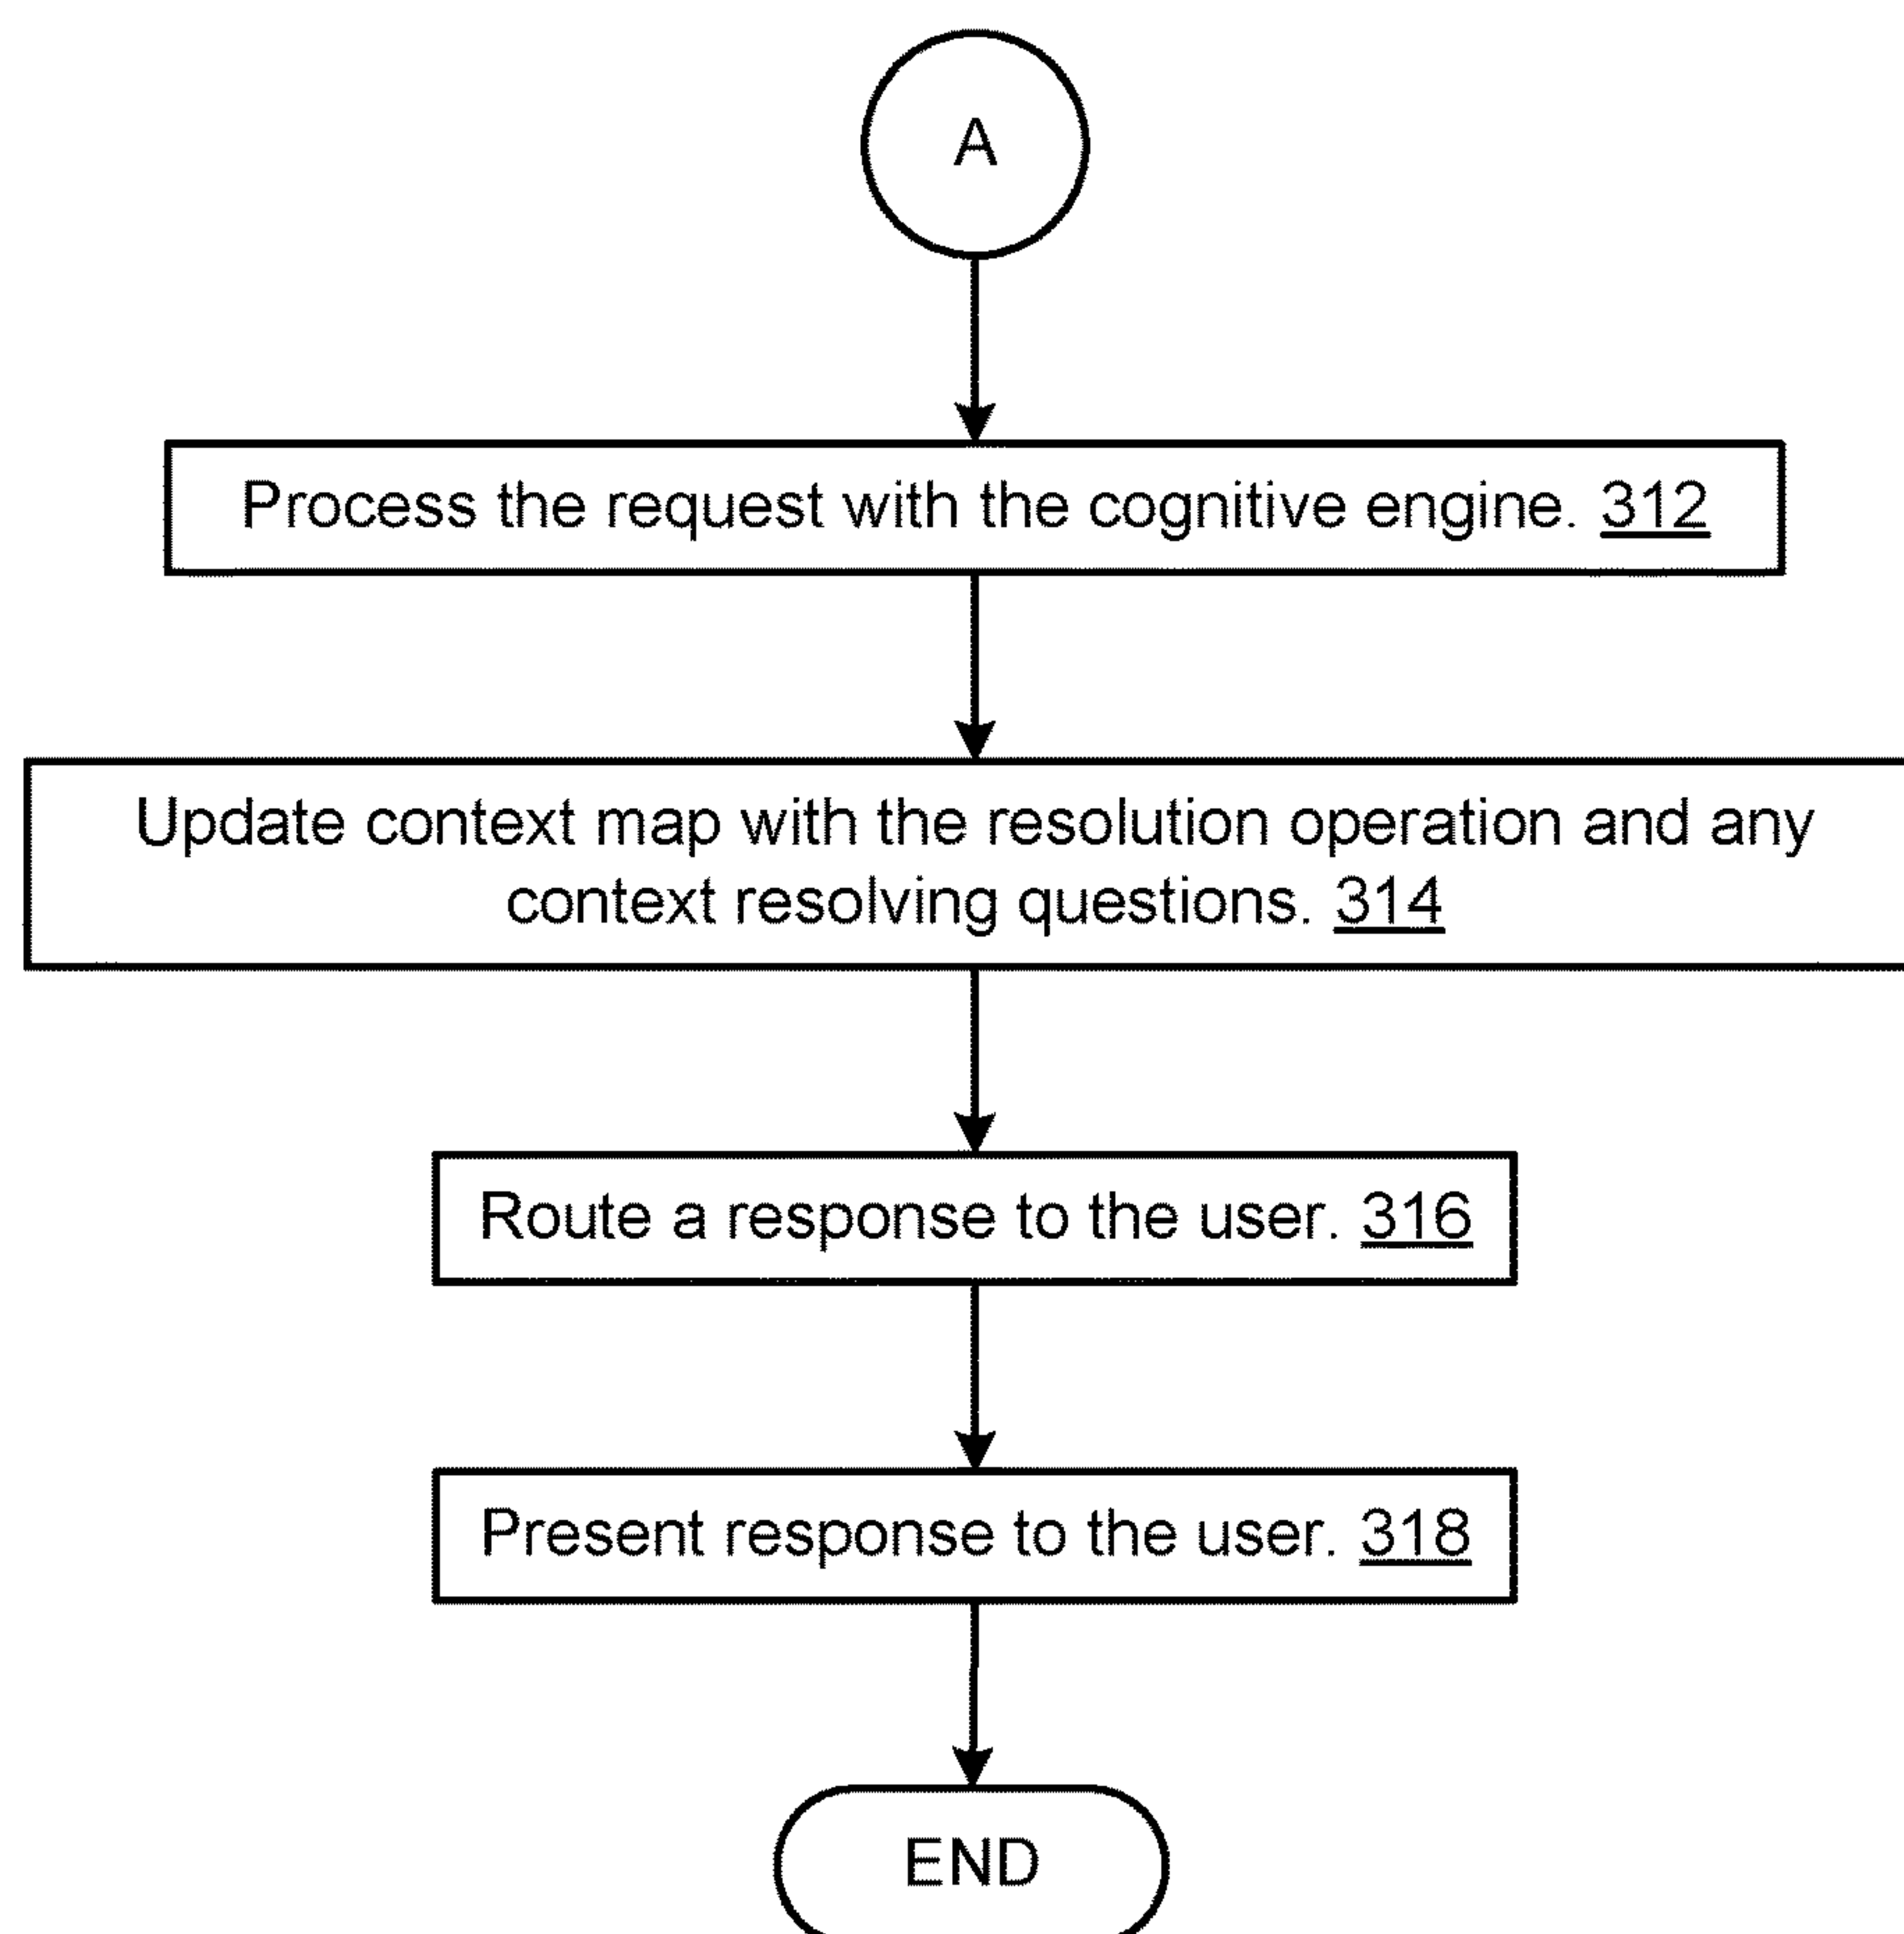 A
Process the request with the cognitive engine. 312
Update context map with the resolution operation and any
context resolving questions. 314
Route a response to the user. 316
Present response to the user. 318
END